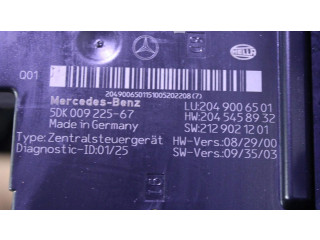 HELLA
001
2049006501151005202208(7)
Mercedes-Benz
LU:204 900 65 01
5DK 009 225-67
HW:204 545 89 32
Made in Germany
SW:212 902 12 01
Type:Zentralsteuergerät
HW-Vers:08/29/00
Diagnostic-ID:01/25
SW-Vers:09/35/03